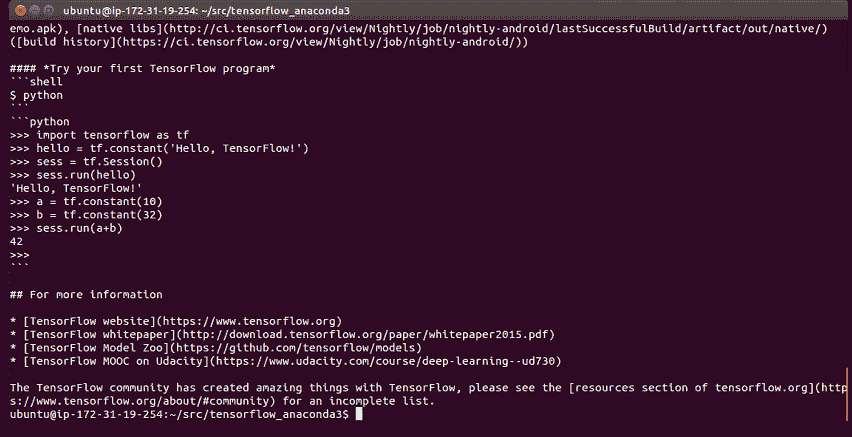 ubuntu@ip-172-31-19-254: ~/src/tensorflow_anaconda3
emo.apk), [native libs](http://ci.tensorflow.org/view/Nightly/job/nightly-android/lastSuccessfulBuild/artifact/out/native/)
([build history](https://ci.tensorflow.org/view/Nightly/job/nightly-android/))
#### *Try your first TensorFlow program*
```shell
$ python
```
```python
>>> import tensorflow as tf
>>> hello = tf.constant('Hello, TensorFlow!')
>>> sess = tf.Session()
>>> sess.run(hello)
'Hello, TensorFlow!'
>>> a = tf.constant(10)
>>> b = tf.constant(32)
>>> sess.run(a+b)
42
>>>
```
## For more information
* [TensorFlow website](https://www.tensorflow.org)
* [TensorFlow whitepaper](http://download.tensorflow.org/paper/whitepaper2015.pdf)
* [TensorFlow Model Zoo](https://github.com/tensorflow/models)
* [TensorFlow MOOC on Udacity](https://www.udacity.com/course/deep-learning--ud730)
The TensorFlow community has created amazing things with TensorFlow, please see the [resources section of tensorflow.org](http
s://www.tensorflow.org/about/#community) for an incomplete list.
ubuntu@ip-172-31-19-254:~/src/tensorflow_anaconda3$